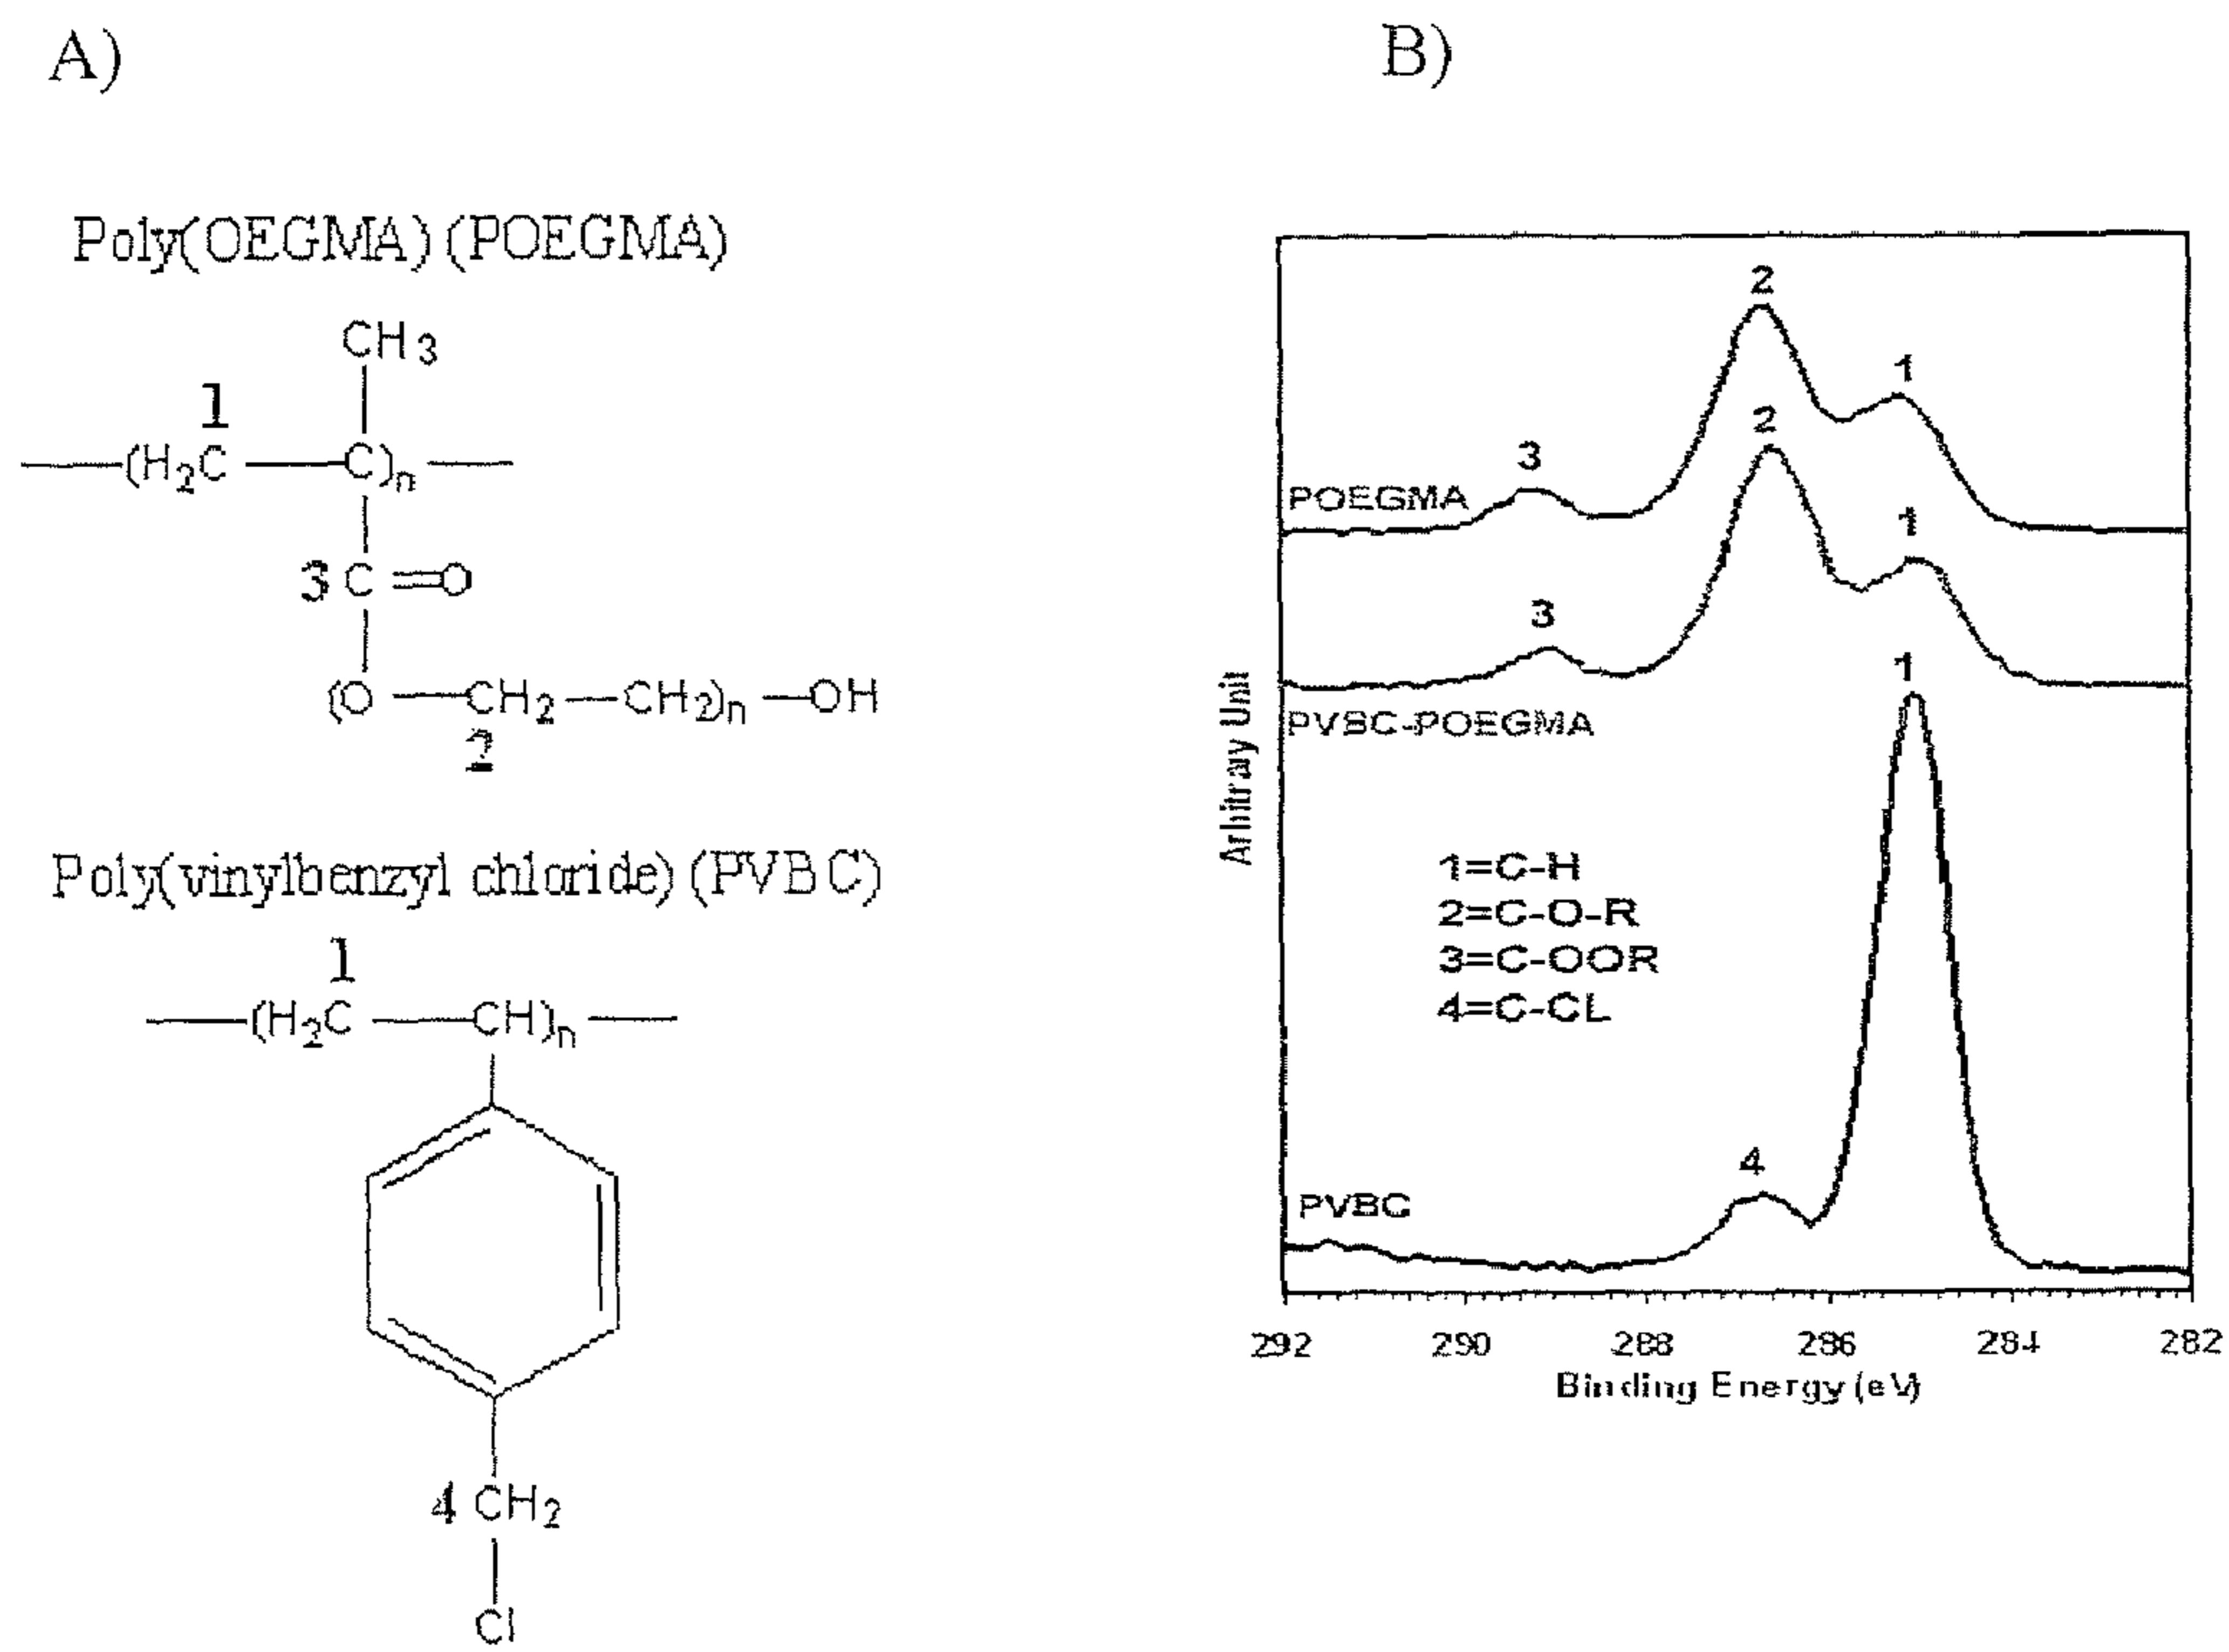 A)
Poly(OEGMA) (POEGMA)
CH3
1
(H2C
C)n
3 C=O
(O
CH2
CH2)n
OH
2
Poly(vinylbenzyl chloride) (PVBC)
1
(H2C
CH)n
4 CH2
Cl
B)
2
1
3
POEGMA
2
1
3
PVBC-POEGMA
1
Arbitrary Unit
1=C-H
2=C-O-R
3=C-OOR
4=C-CL
4
PVBC
292 290 288 286 284 282
Binding Energy (eV)